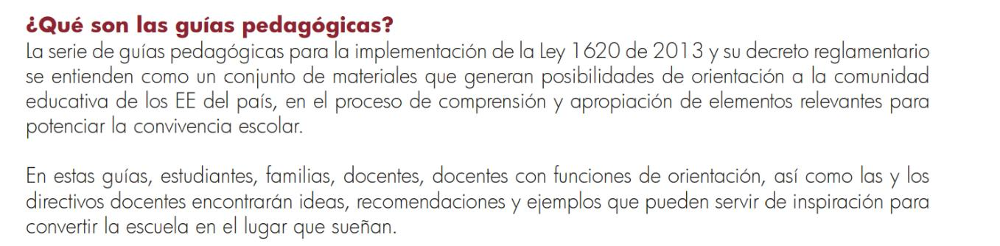 ¿Qué son las guías pedagógicas?
La serie de guías pedagógicas para la implementación de la Ley 1620 de 2013 y su decreto reglamentario
se entienden como un conjunto de materiales que generan posibilidades de orientación a la comunidad
educativa de los EE del país, en el proceso de comprensión y apropiación de elementos relevantes para
potenciar la convivencia escolar.
En estas guías, estudiantes, familias, docentes, docentes con funciones de orientación, así como las y los
directivos docentes encontrarán ideas, recomendaciones y ejemplos que pueden servir de inspiración para
convertir la escuela en el lugar que sueñan.